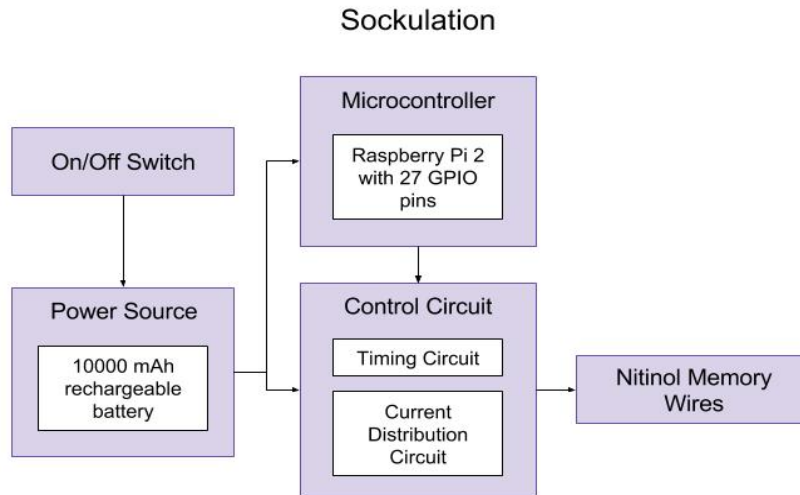 Sockulation
Microcontroller
Raspberry Pi 2
with 27 GPIO
pins
On/Off Switch
Power Source
10000 mAh
rechargeable
battery
Control Circuit
Timing Circuit
Current
Distribution
Circuit
Nitinol Memory
Wires